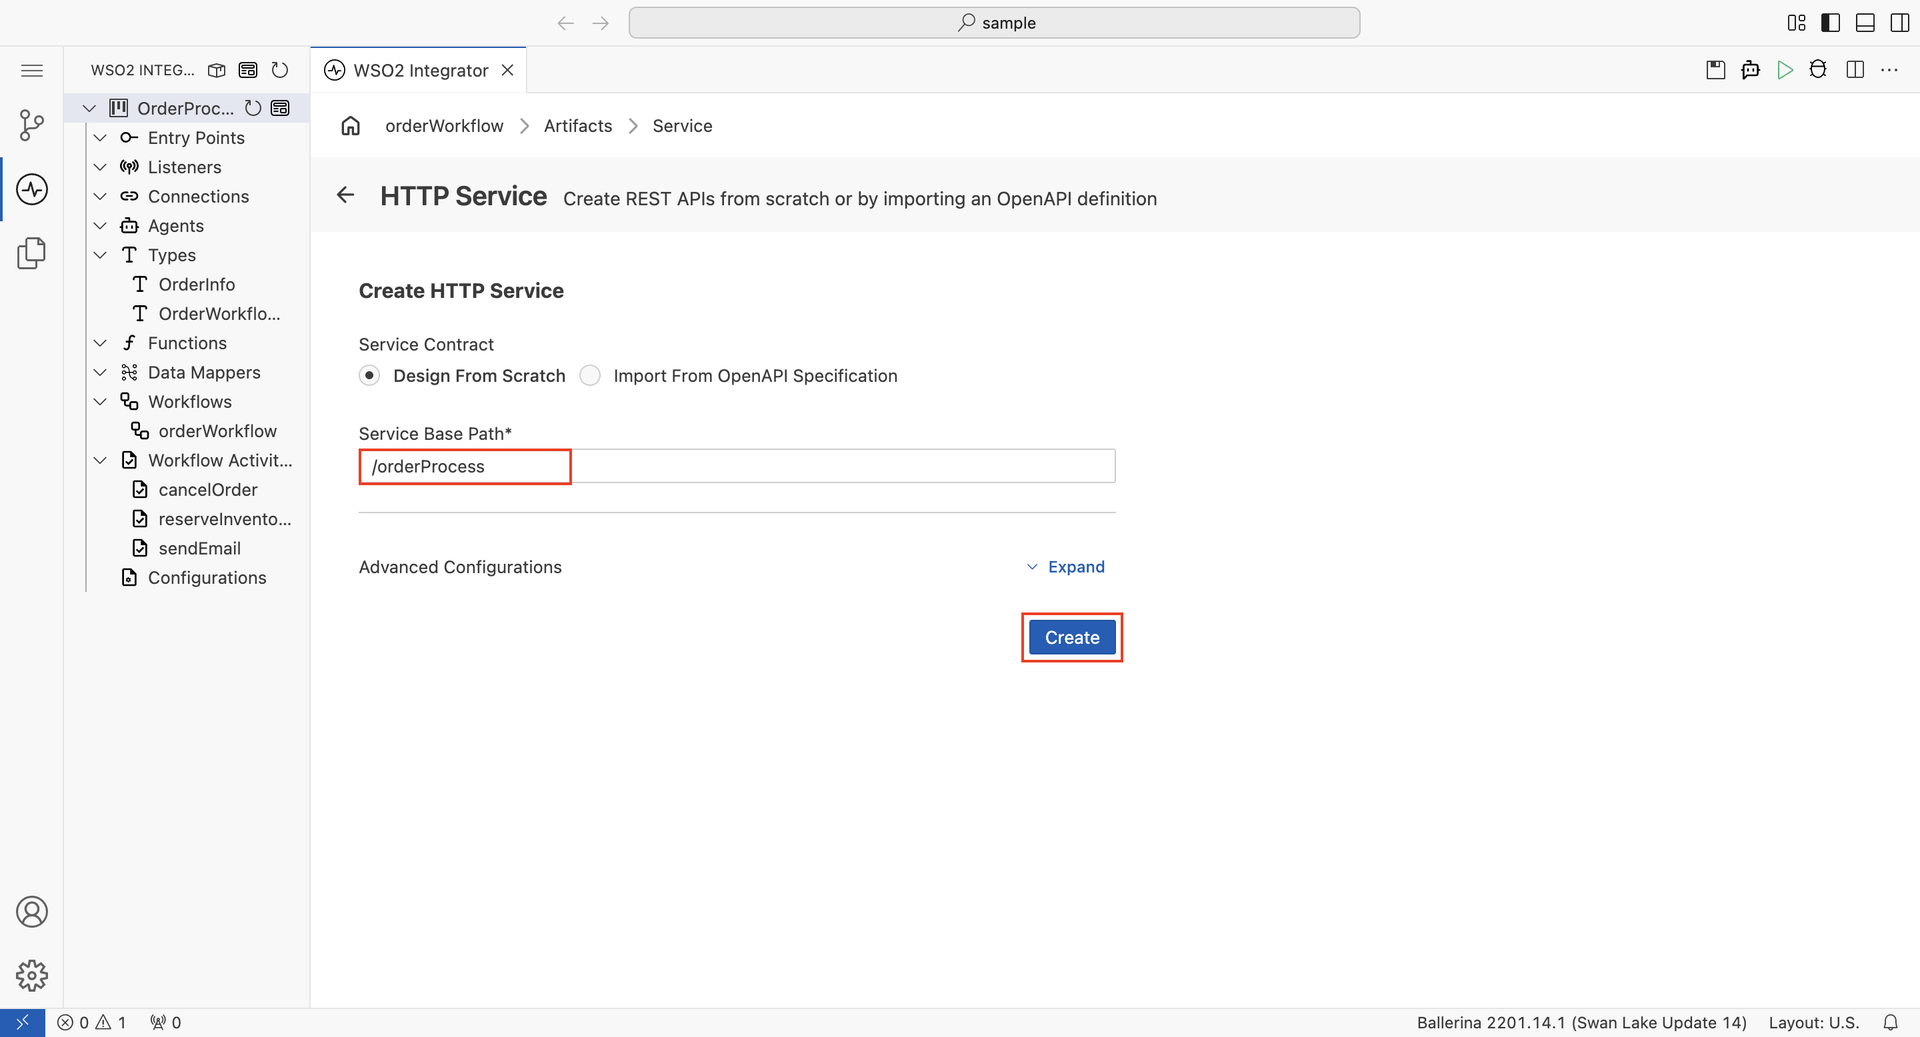 sample
WSO2 INTEG...
WSO2 Integrator
OrderProc...
Entry Points
Listeners
Connections
Agents
Types
OrderInfo
OrderWorkflo...
Functions
Data Mappers
Workflows
orderWorkflow
Workflow Activit...
cancelOrder
reserveInvento...
sendEmail
Configurations
orderWorkflow
Artifacts
Service
HTTP Service
Create REST APIs from scratch or by importing an OpenAPI definition
Create HTTP Service
Service Contract
Design From Scratch
Import From OpenAPI Specification
Service Base Path*
/orderProcess
Advanced Configurations
Expand
Create
0
1
0
Ballerina 2201.14.1 (Swan Lake Update 14)
Layout: U.S.